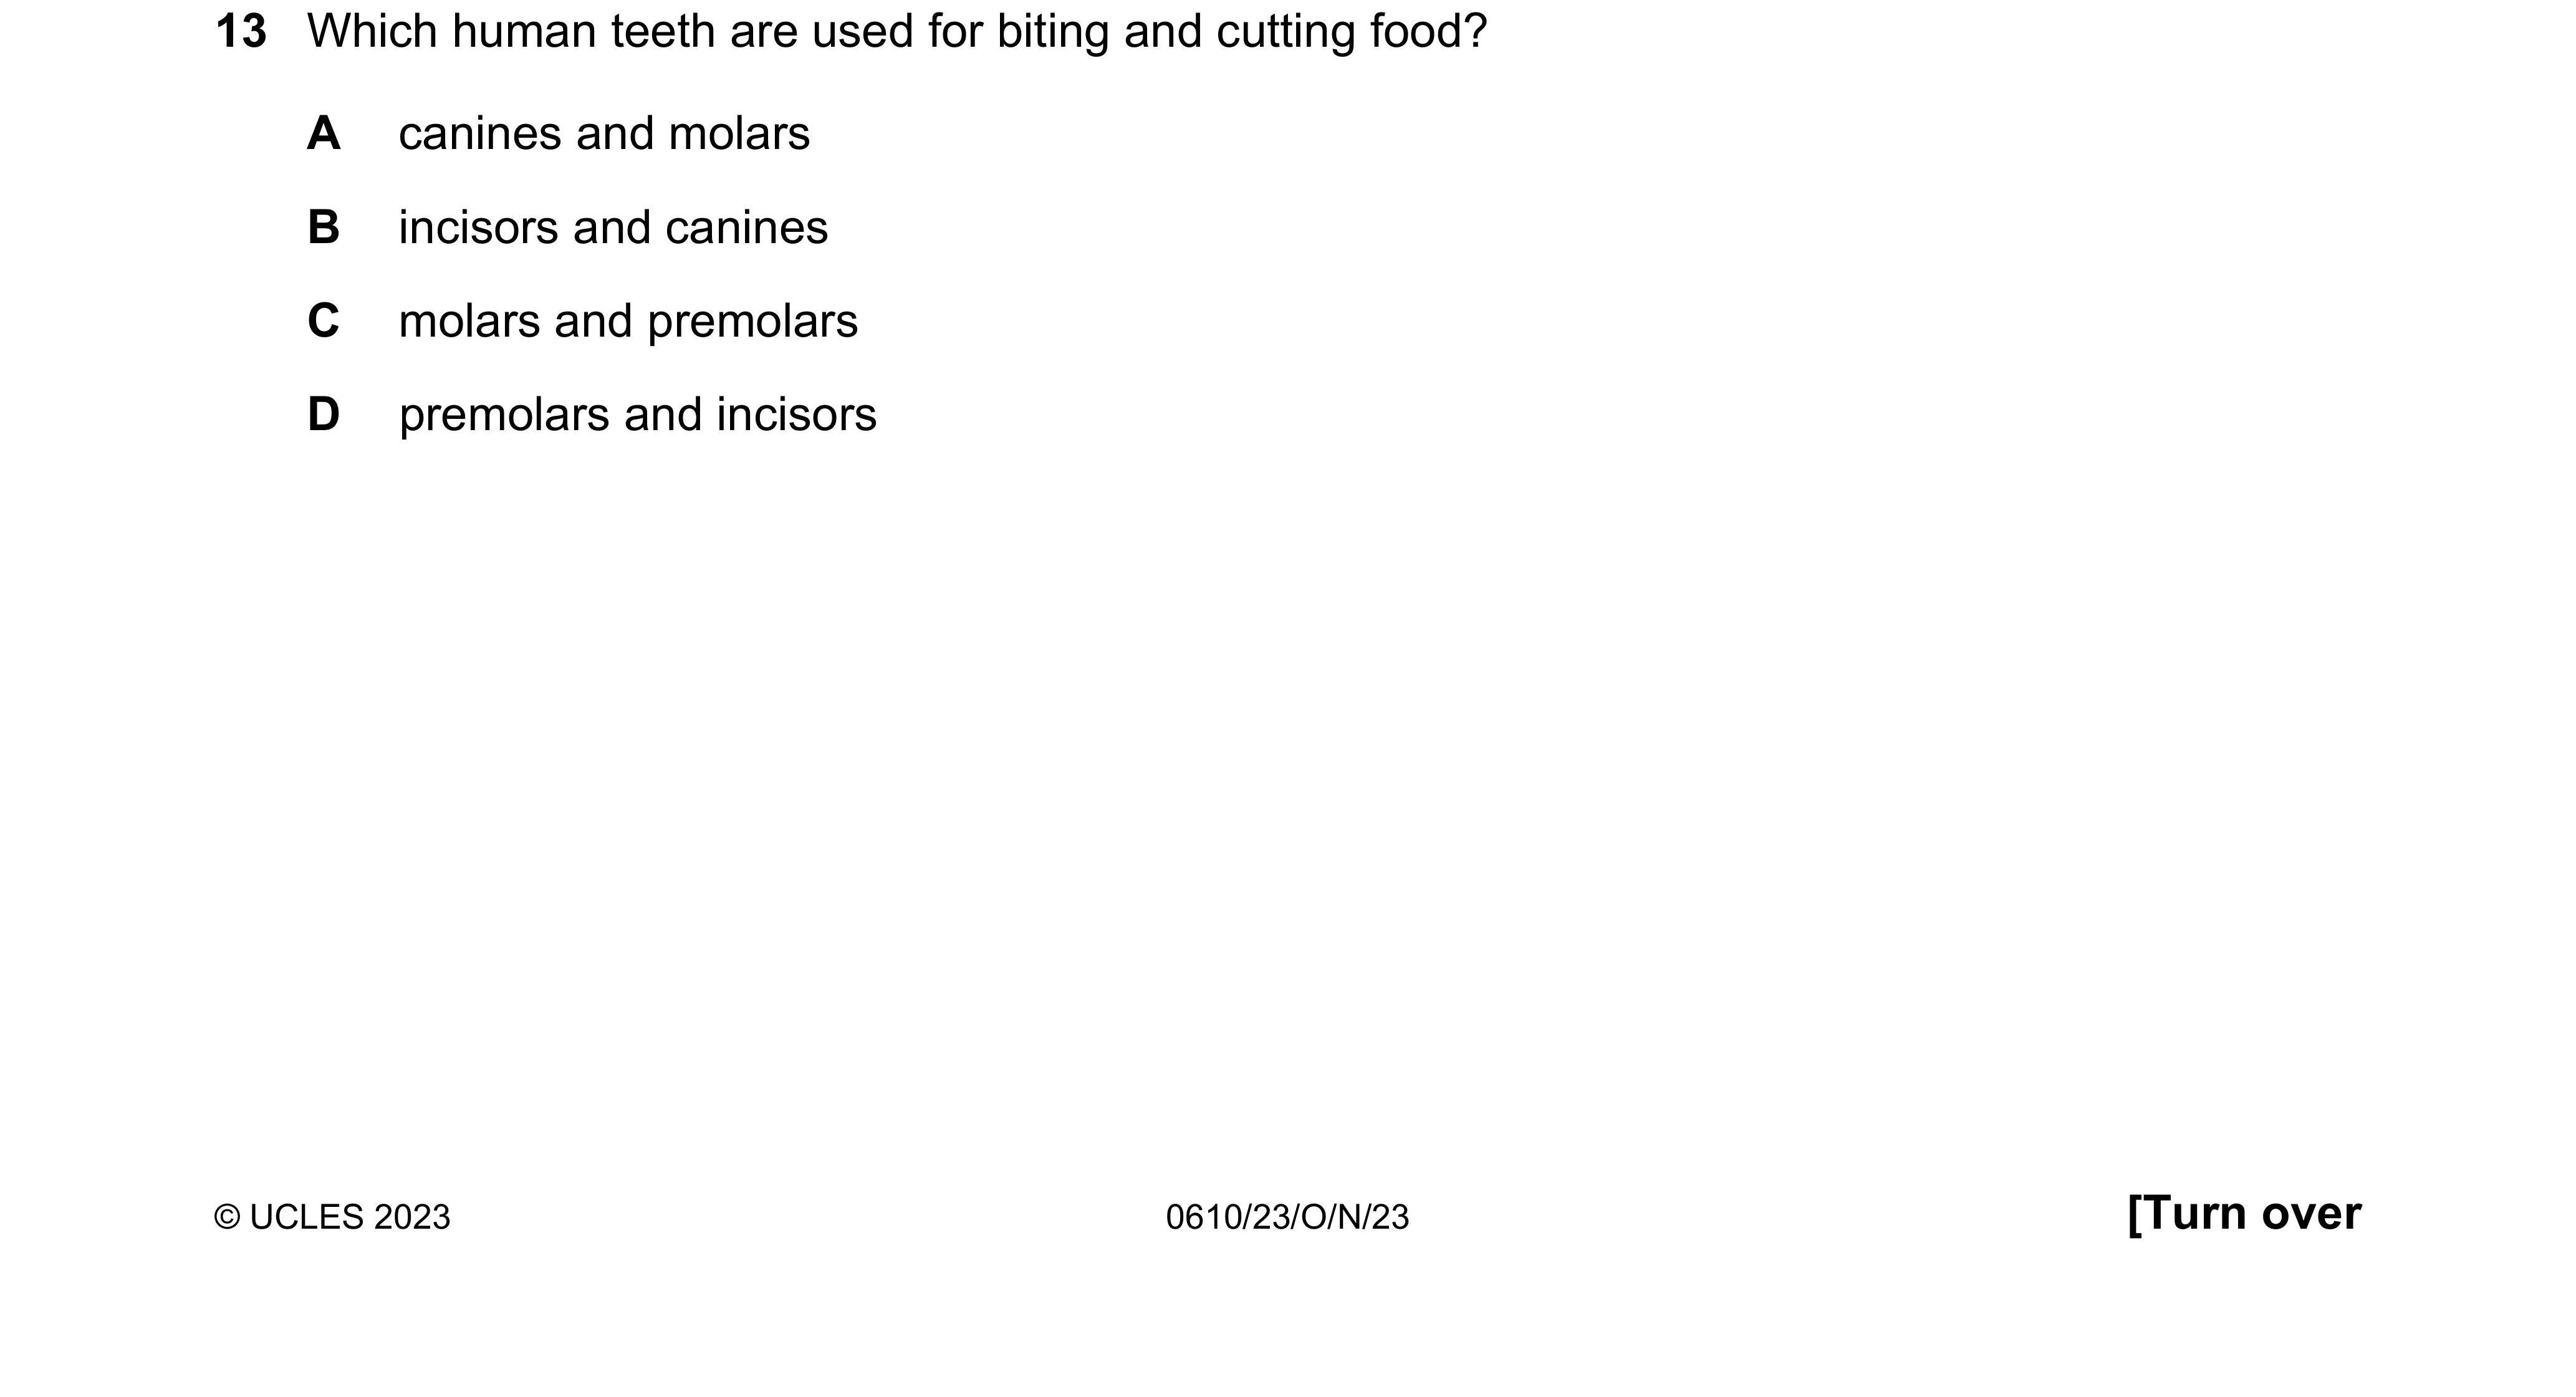 13 Which human teeth are used for biting and cutting food?
A canines and molars
B incisors and canines
C molars and premolars
D premolars and incisors
© UCLES 2023 0610/23/O/N/23 [Turn over